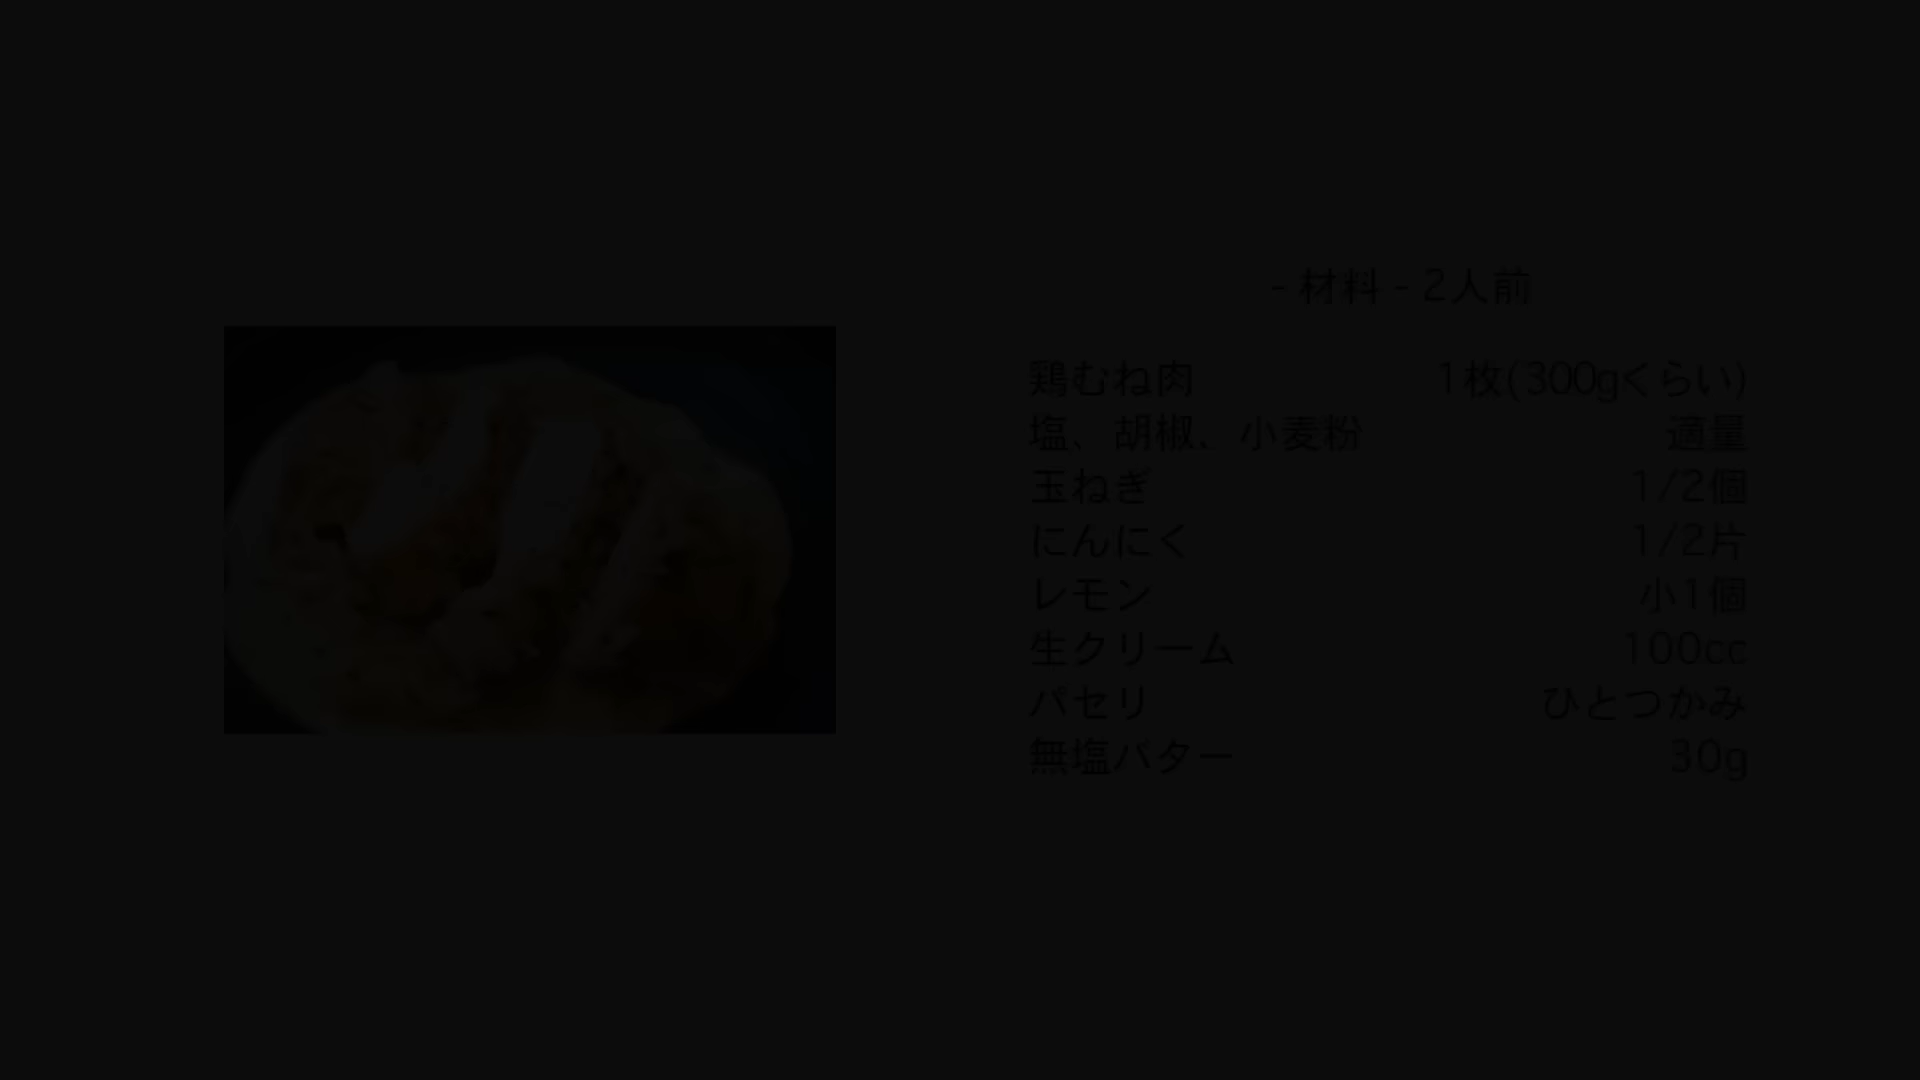 - 材料 - 2人前
鶏むね肉 1枚(300gくらい)
塩、胡椒、小麦粉 適量
玉ねぎ 1/2個
にんにく 1/2片
レモン 小1個
生クリーム 100cc
パセリ ひとつかみ
無塩バター 30g